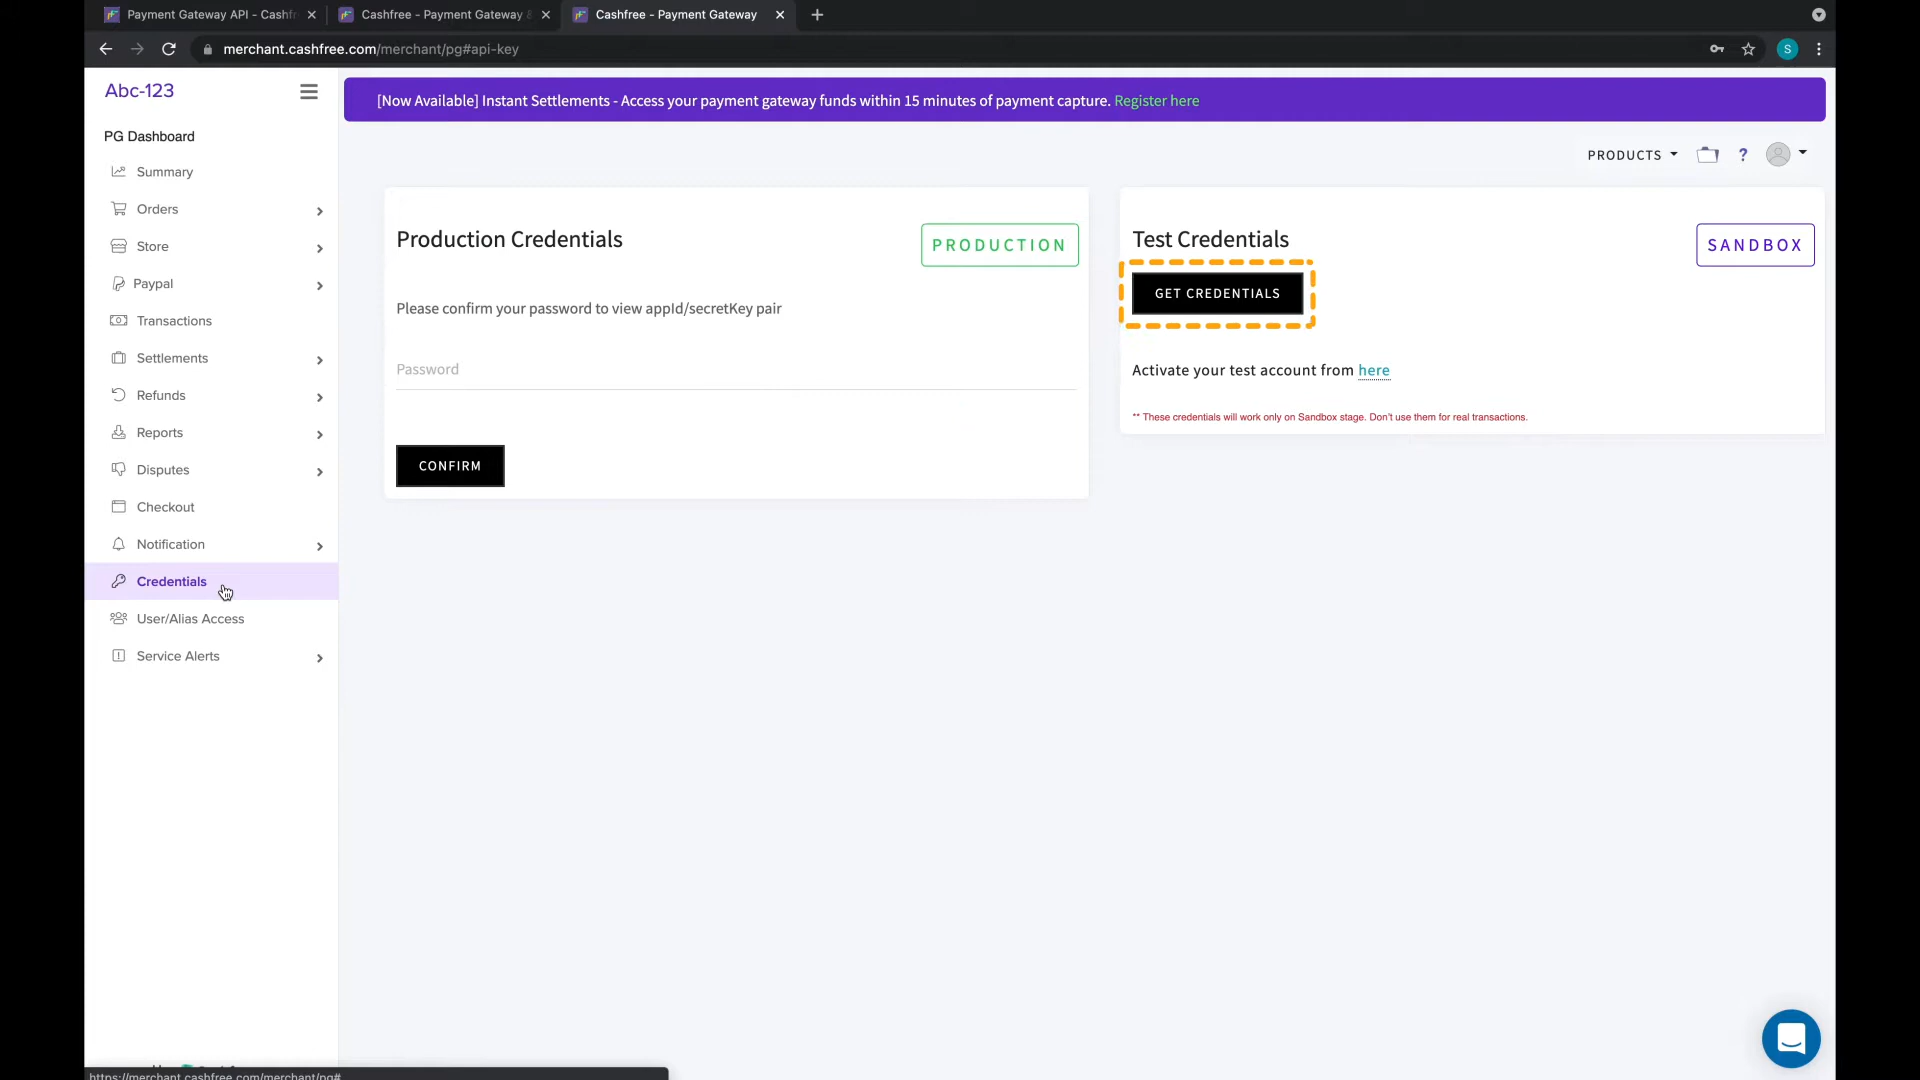 Payment Gateway API - Cashfr
Cashfree - Payment Gateway
Cashfree - Payment Gateway
merchant.cashfree.com/merchant/pg#api-key
S
Abc-123
[Now Available] Instant Settlements - Access your payment gateway funds within 15 minutes of payment capture. Register here
PG Dashboard
PRODUCTS
?
Summary
Orders
Store
Paypal
Transactions
Settlements
Refunds
Reports
Disputes
Checkout
Notification
Credentials
User/Alias Access
Service Alerts
Production Credentials
PRODUCTION
Please confirm your password to view appId/secretKey pair
Password
CONFIRM
Test Credentials
SANDBOX
GET CREDENTIALS
Activate your test account from here
** These credentials will work only on Sandbox stage. Don't use them for real transactions.
https://merchant.cashfree.com/merchant/pg#